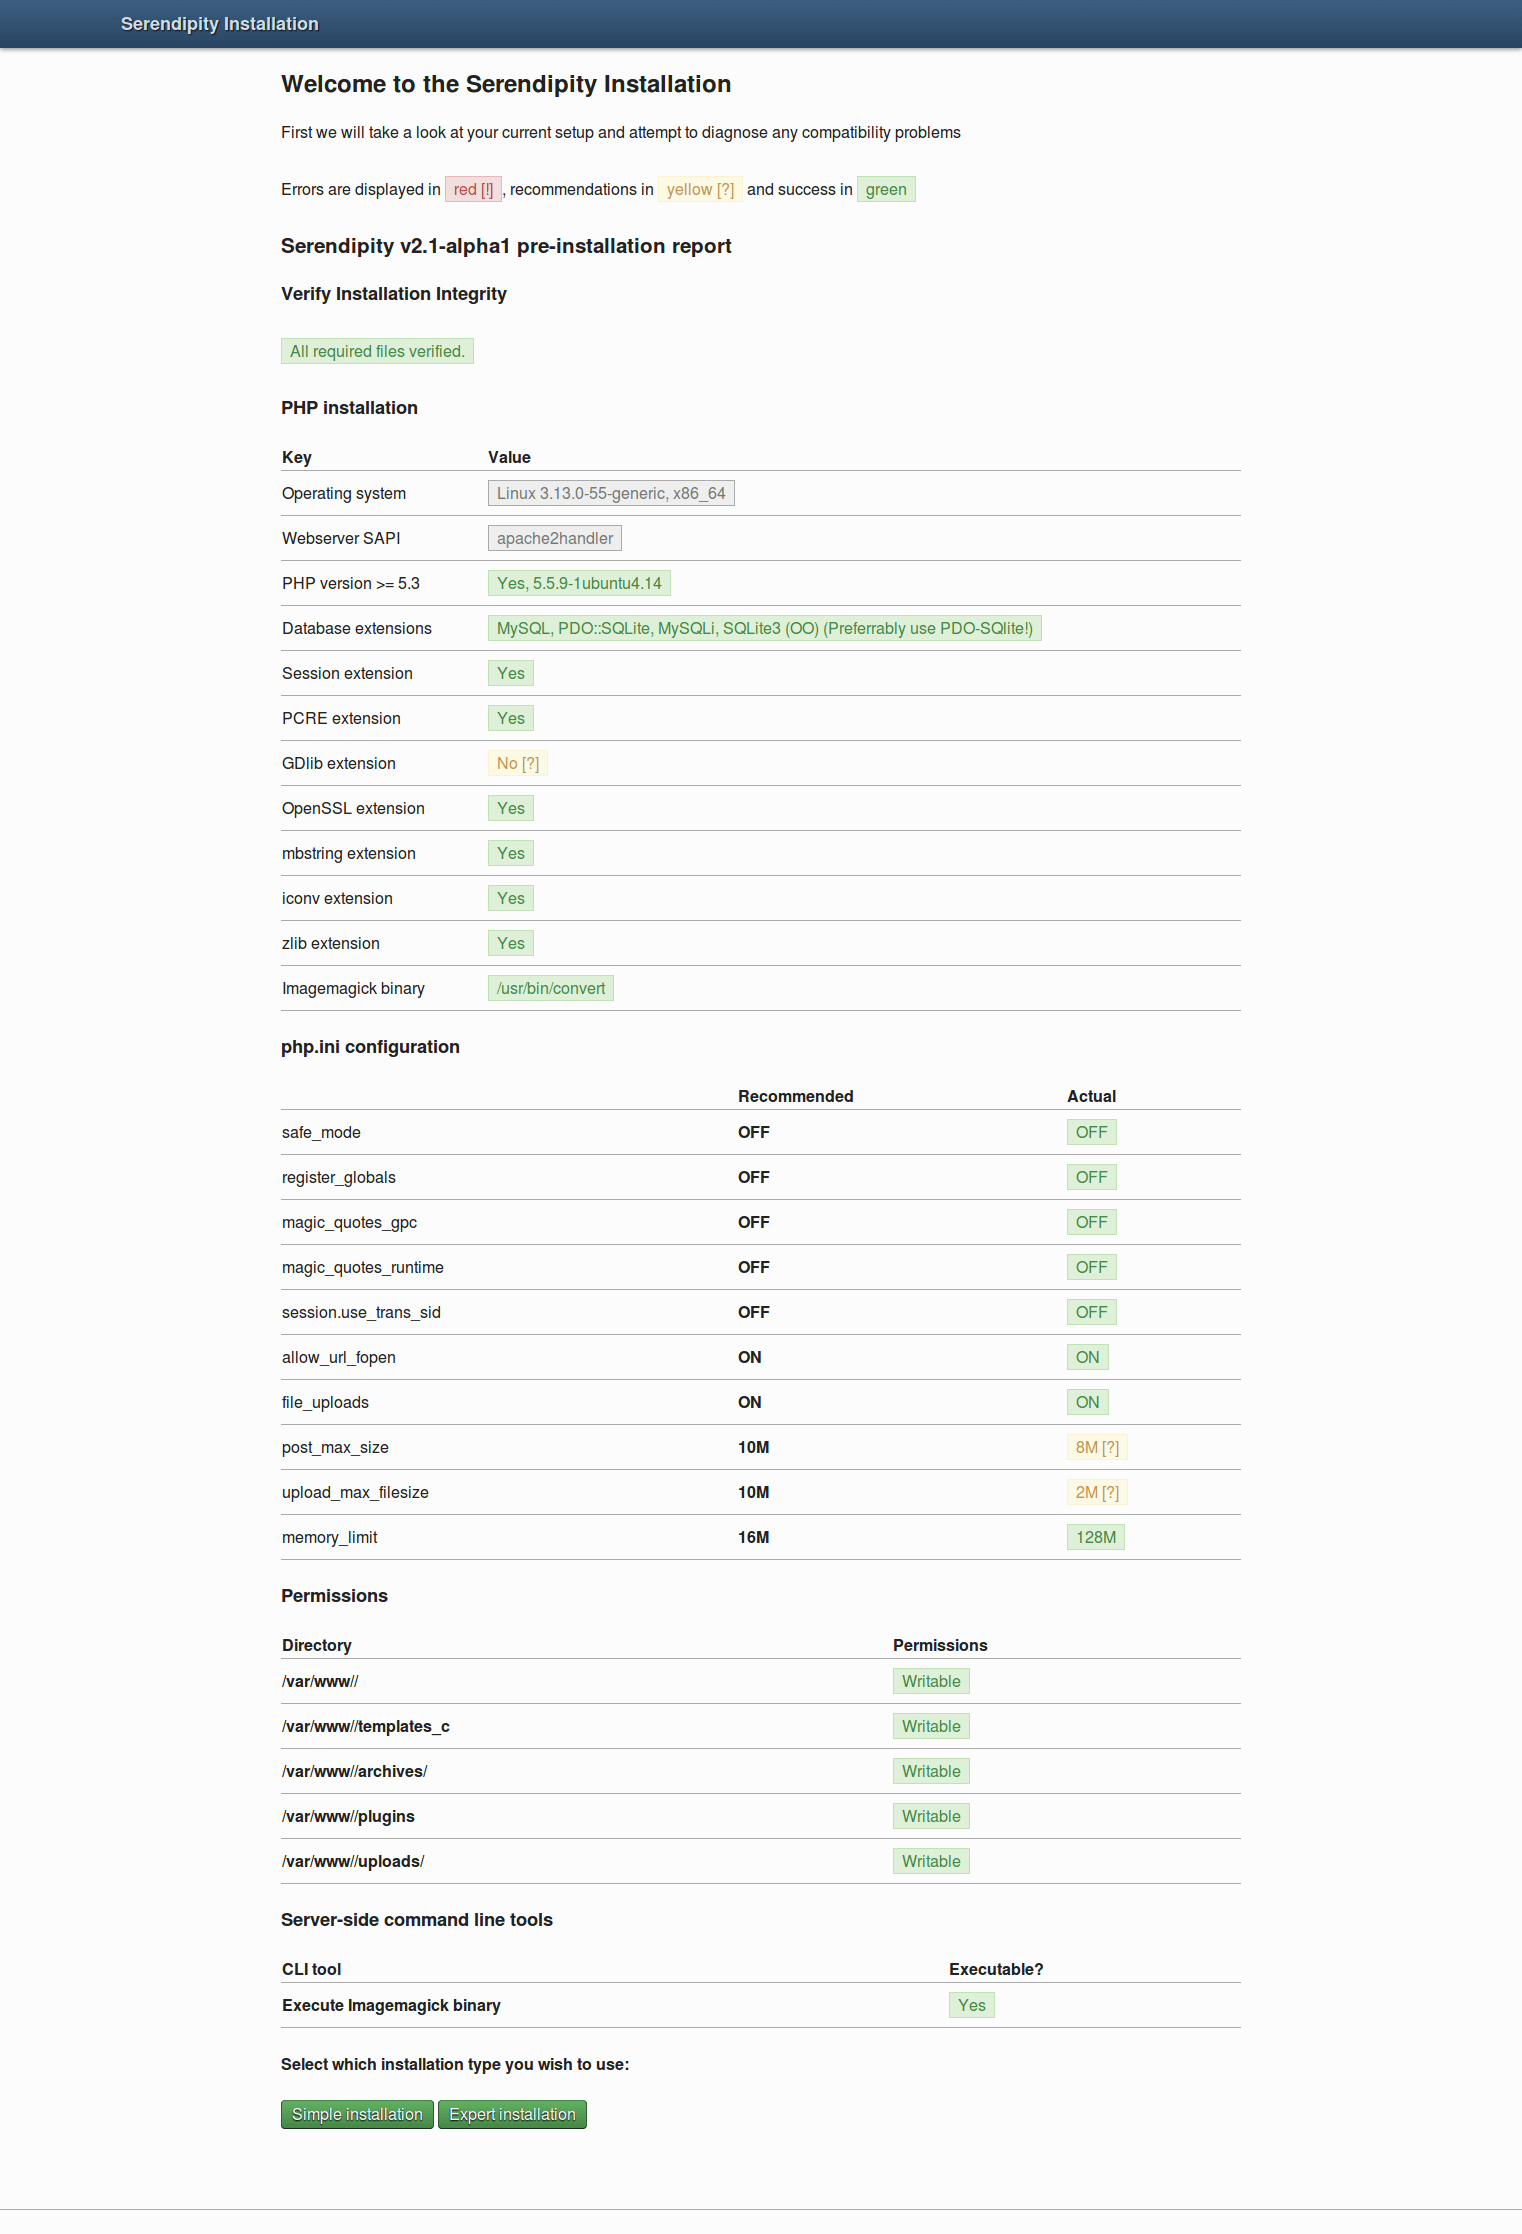 Serendipity Installation
Welcome to the Serendipity Installation
First we will take a look at your current setup and attempt to diagnose any compatibility problems
Errors are displayed in red [!] , recommendations in yellow [?] and success in green
Serendipity v2.1-alpha1 pre-installation report
Verify Installation Integrity
All required files verified.
PHP installation
Key Value
Operating system Linux 3.13.0-55-generic, x86_64
Webserver SAPI apache2handler
PHP version >= 5.3 Yes, 5.5.9-1ubuntu4.14
Database extensions MySQL, PDO::SQLite, MySQLi, SQLite3 (OO) (Preferrably use PDO-SQlite!)
Session extension Yes
PCRE extension Yes
GDlib extension No [?]
OpenSSL extension Yes
mbstring extension Yes
iconv extension Yes
zlib extension Yes
Imagemagick binary /usr/bin/convert
php.ini configuration
Recommended Actual
safe_mode OFF OFF
register_globals OFF OFF
magic_quotes_gpc OFF OFF
magic_quotes_runtime OFF OFF
session.use_trans_sid OFF OFF
allow_url_fopen ON ON
file_uploads ON ON
post_max_size 10M 8M [?]
upload_max_filesize 10M 2M [?]
memory_limit 16M 128M
Permissions
Directory Permissions
/var/www// Writable
/var/www//templates_c Writable
/var/www//archives/ Writable
/var/www//plugins Writable
/var/www//uploads/ Writable
Server-side command line tools
CLI tool Executable?
Execute Imagemagick binary Yes
Select which installation type you wish to use:
Simple installation Expert installation